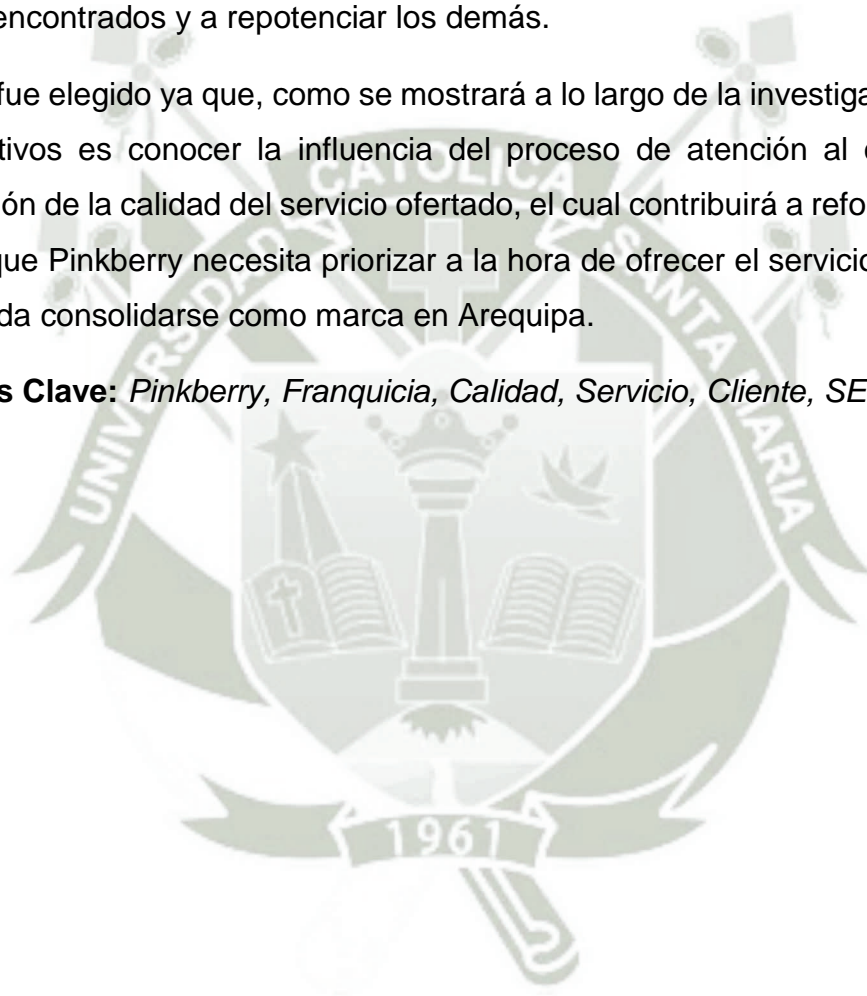 encontrados y a repotenciar los demás.
fue elegido ya que, como se mostrará a lo largo de la investiga
tivos es conocer la influencia del proceso de atención al
ón de la calidad del servicio ofertado, el cual contribuirá a refo
que Pinkberry necesita priorizar a la hora de ofrecer el servicio
da consolidarse como marca en Arequipa.
s Clave: Pinkberry, Franquicia, Calidad, Servicio, Cliente, SE
UNIVERSIDAD CATOLICA SANTA MARIA
1961